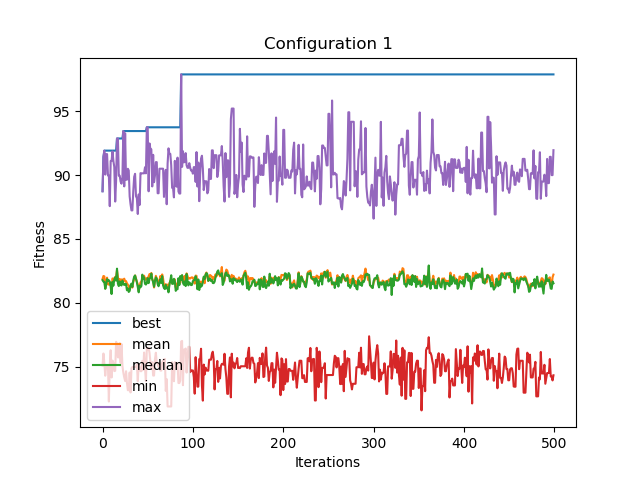 Configuration 1
Fitness
95
90
85
80
75
best
mean
median
min
max
0 100 200 300 400 500
Iterations